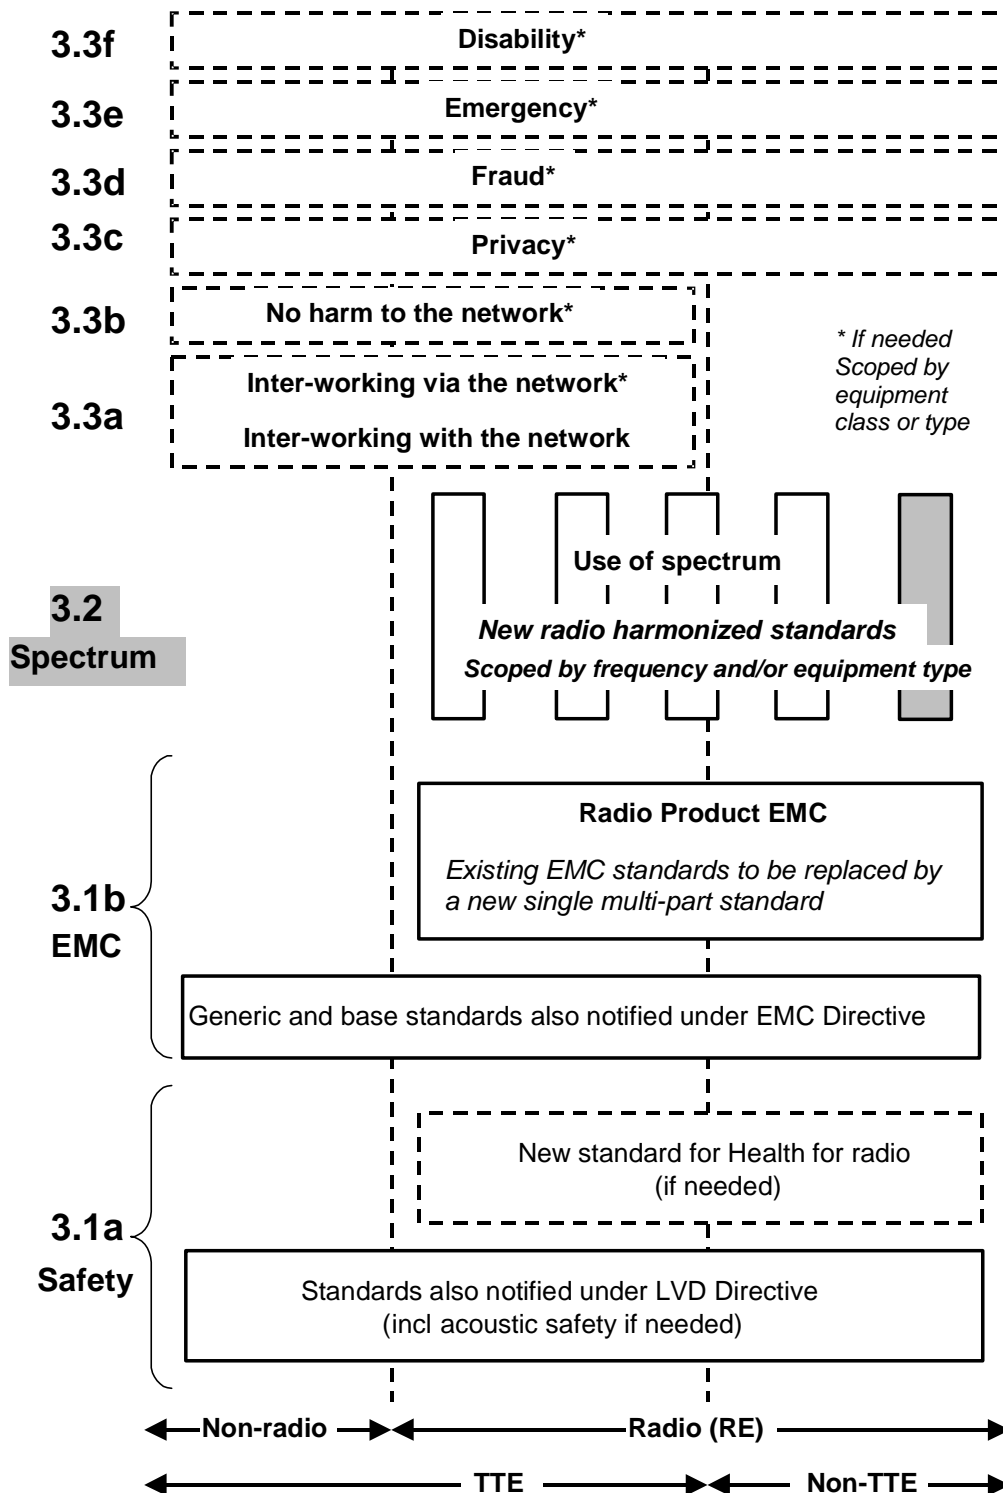 3.3f
Disability*
3.3e
Emergency*
3.3d
Fraud*
3.3c
Privacy*
3.3b
No harm to the network*
* If needed
Scoped by
equipment
class or type
3.3a
Inter-working via the network*
Inter-working with the network
3.2
Spectrum
Use of spectrum
New radio harmonized standards
Scoped by frequency and/or equipment type
3.1b
EMC
Radio Product EMC
Existing EMC standards to be replaced by
a new single multi-part standard
Generic and base standards also notified under EMC Directive
3.1a
Safety
New standard for Health for radio
(if needed)
Standards also notified under LVD Directive
(incl acoustic safety if needed)
Non-radio
Radio (RE)
TTE
Non-TTE